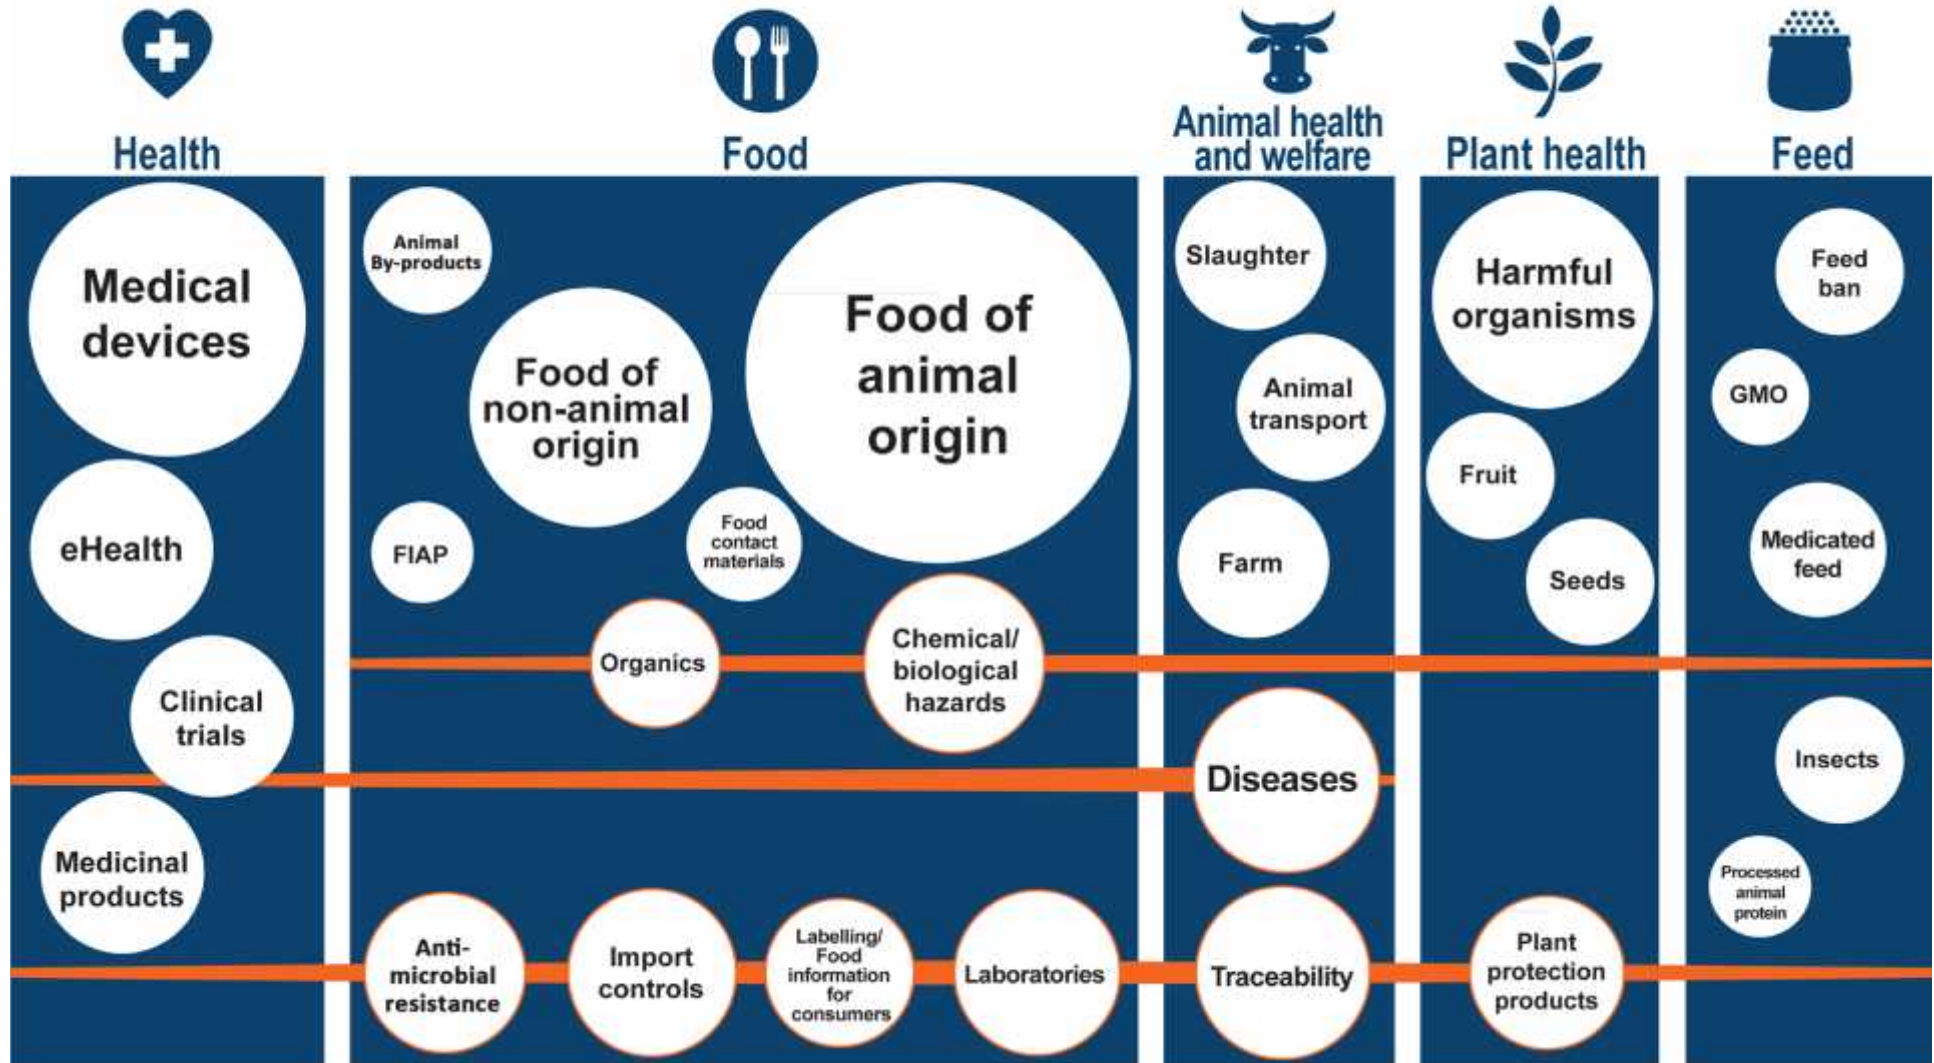 Health
Food
Animal health
and welfare
Plant health
Feed
Medical
devices
eHealth
Clinical
trials
Medicinal
products
Animal
By-products
Food of
non-animal
origin
Food of
animal
origin
FIAP
Food
contact
materials
Organics
Chemical/
biological
hazards
Slaughter
Animal
transport
Farm
Diseases
Harmful
organisms
Fruit
Seeds
Feed
ban
GMO
Medicated
feed
Insects
Processed
animal
protein
Anti-
microbial
resistance
Import
controls
Labelling/
Food
information
for
consumers
Laboratories
Traceability
Plant
protection
products